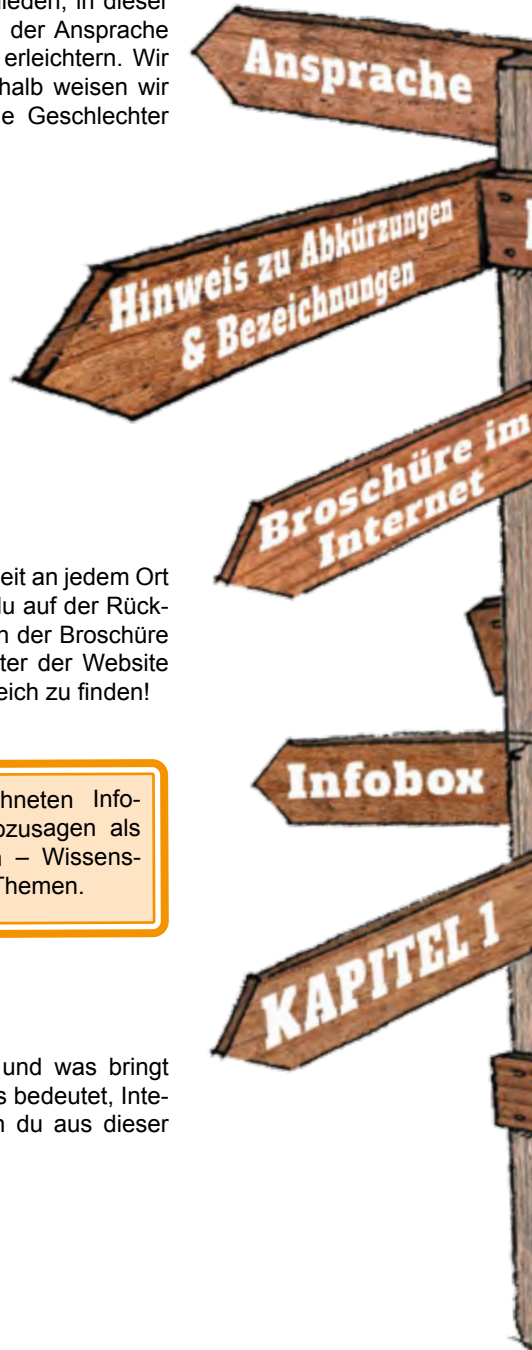 in dieser
der Ansprache
erleichtern. Wir
halb weisen wir
e Geschlechter
Ansprache
Hinweis zu Abkürzungen
& Bezeichnungen
Broschüre im
Internet
eit an jedem Ort
du auf der Rück-
n der Broschüre
ter der Website
eich zu finden!
Infobox
hneten Info-
ozusagen als
– Wissens-
Themen.
KAPITEL 1
und was bringt
s bedeutet, Inte-
n du aus dieser